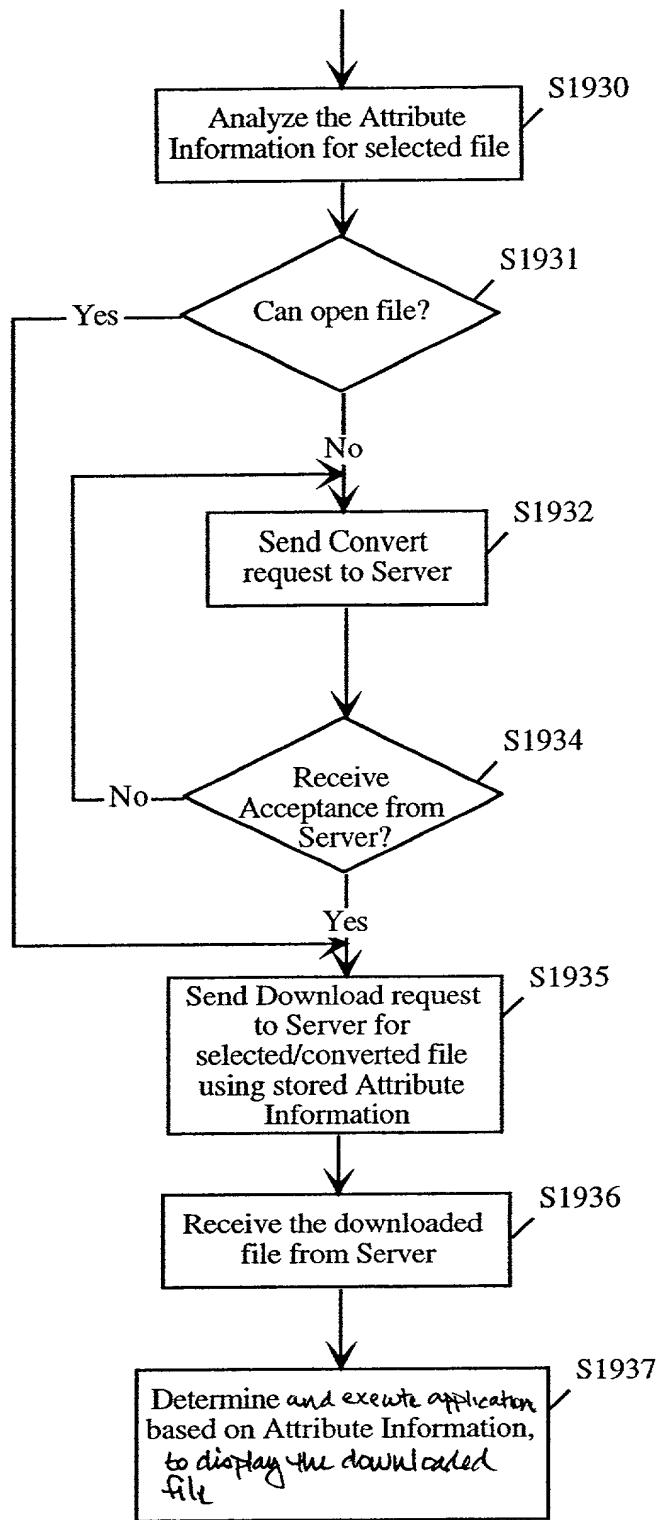 S1930
Analyze the Attribute
Information for selected file
S1931
Can open file?
Yes
No
S1932
Send Convert
request to Server
S1934
Receive
Acceptance from
Server?
No
Yes
S1935
Send Download request
to Server for
selected/converted file
using stored Attribute
Information
S1936
Receive the downloaded
file from Server
S1937
Determine and execute application
based on Attribute Information,
to display the downloaded
file